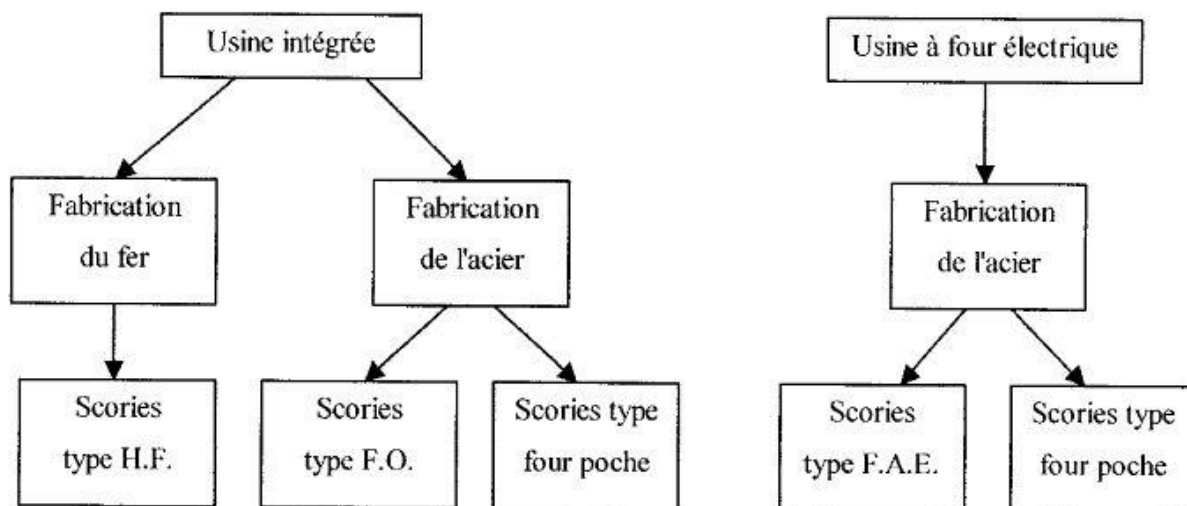 Usine intégrée
Usine à four électrique
Fabrication
du fer
Fabrication
de l'acier
Fabrication
de l'acier
Scories
type H.F.
Scories
type F.O.
Scories type
four poche
Scories
type F.A.E.
Scories type
four poche